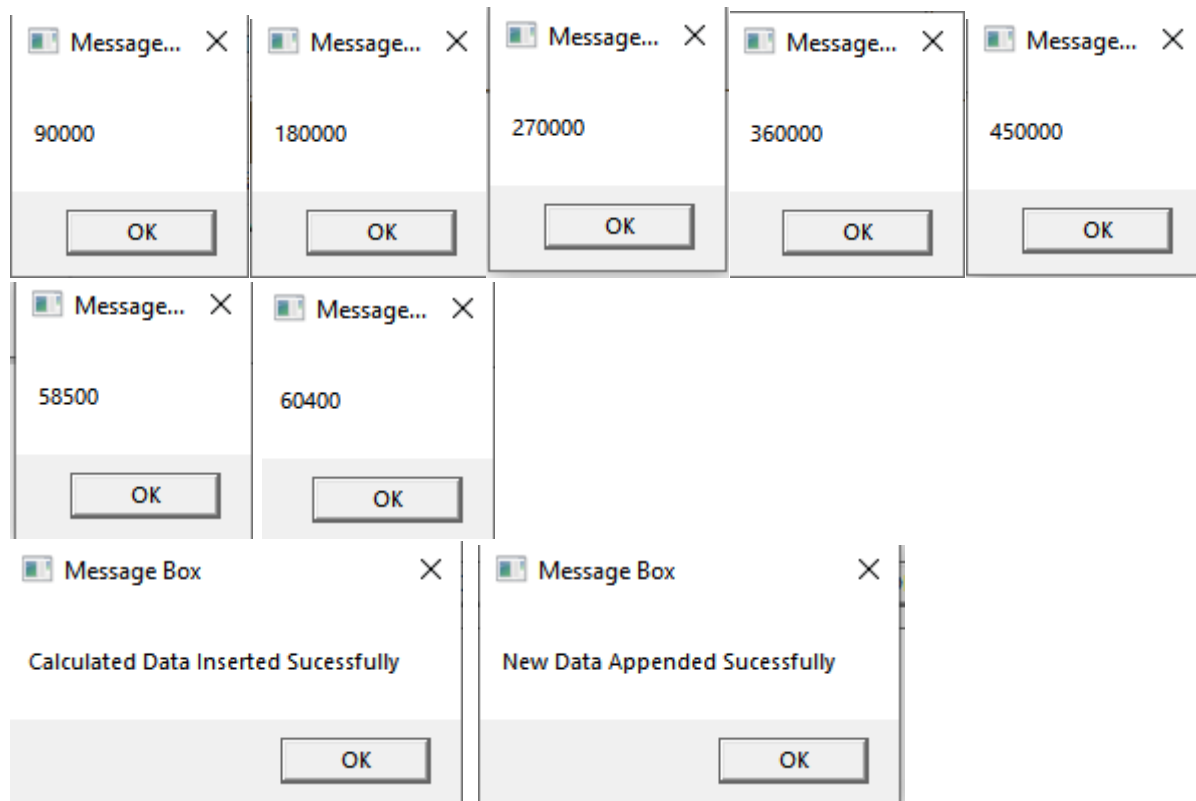 Message... Message... Message... Message... Message...
90000 180000 270000 360000 450000
OK OK OK OK OK
Message... Message...
58500 60400
OK OK
Message Box Message Box
Calculated Data Inserted Sucessfully New Data Appended Sucessfully
OK OK